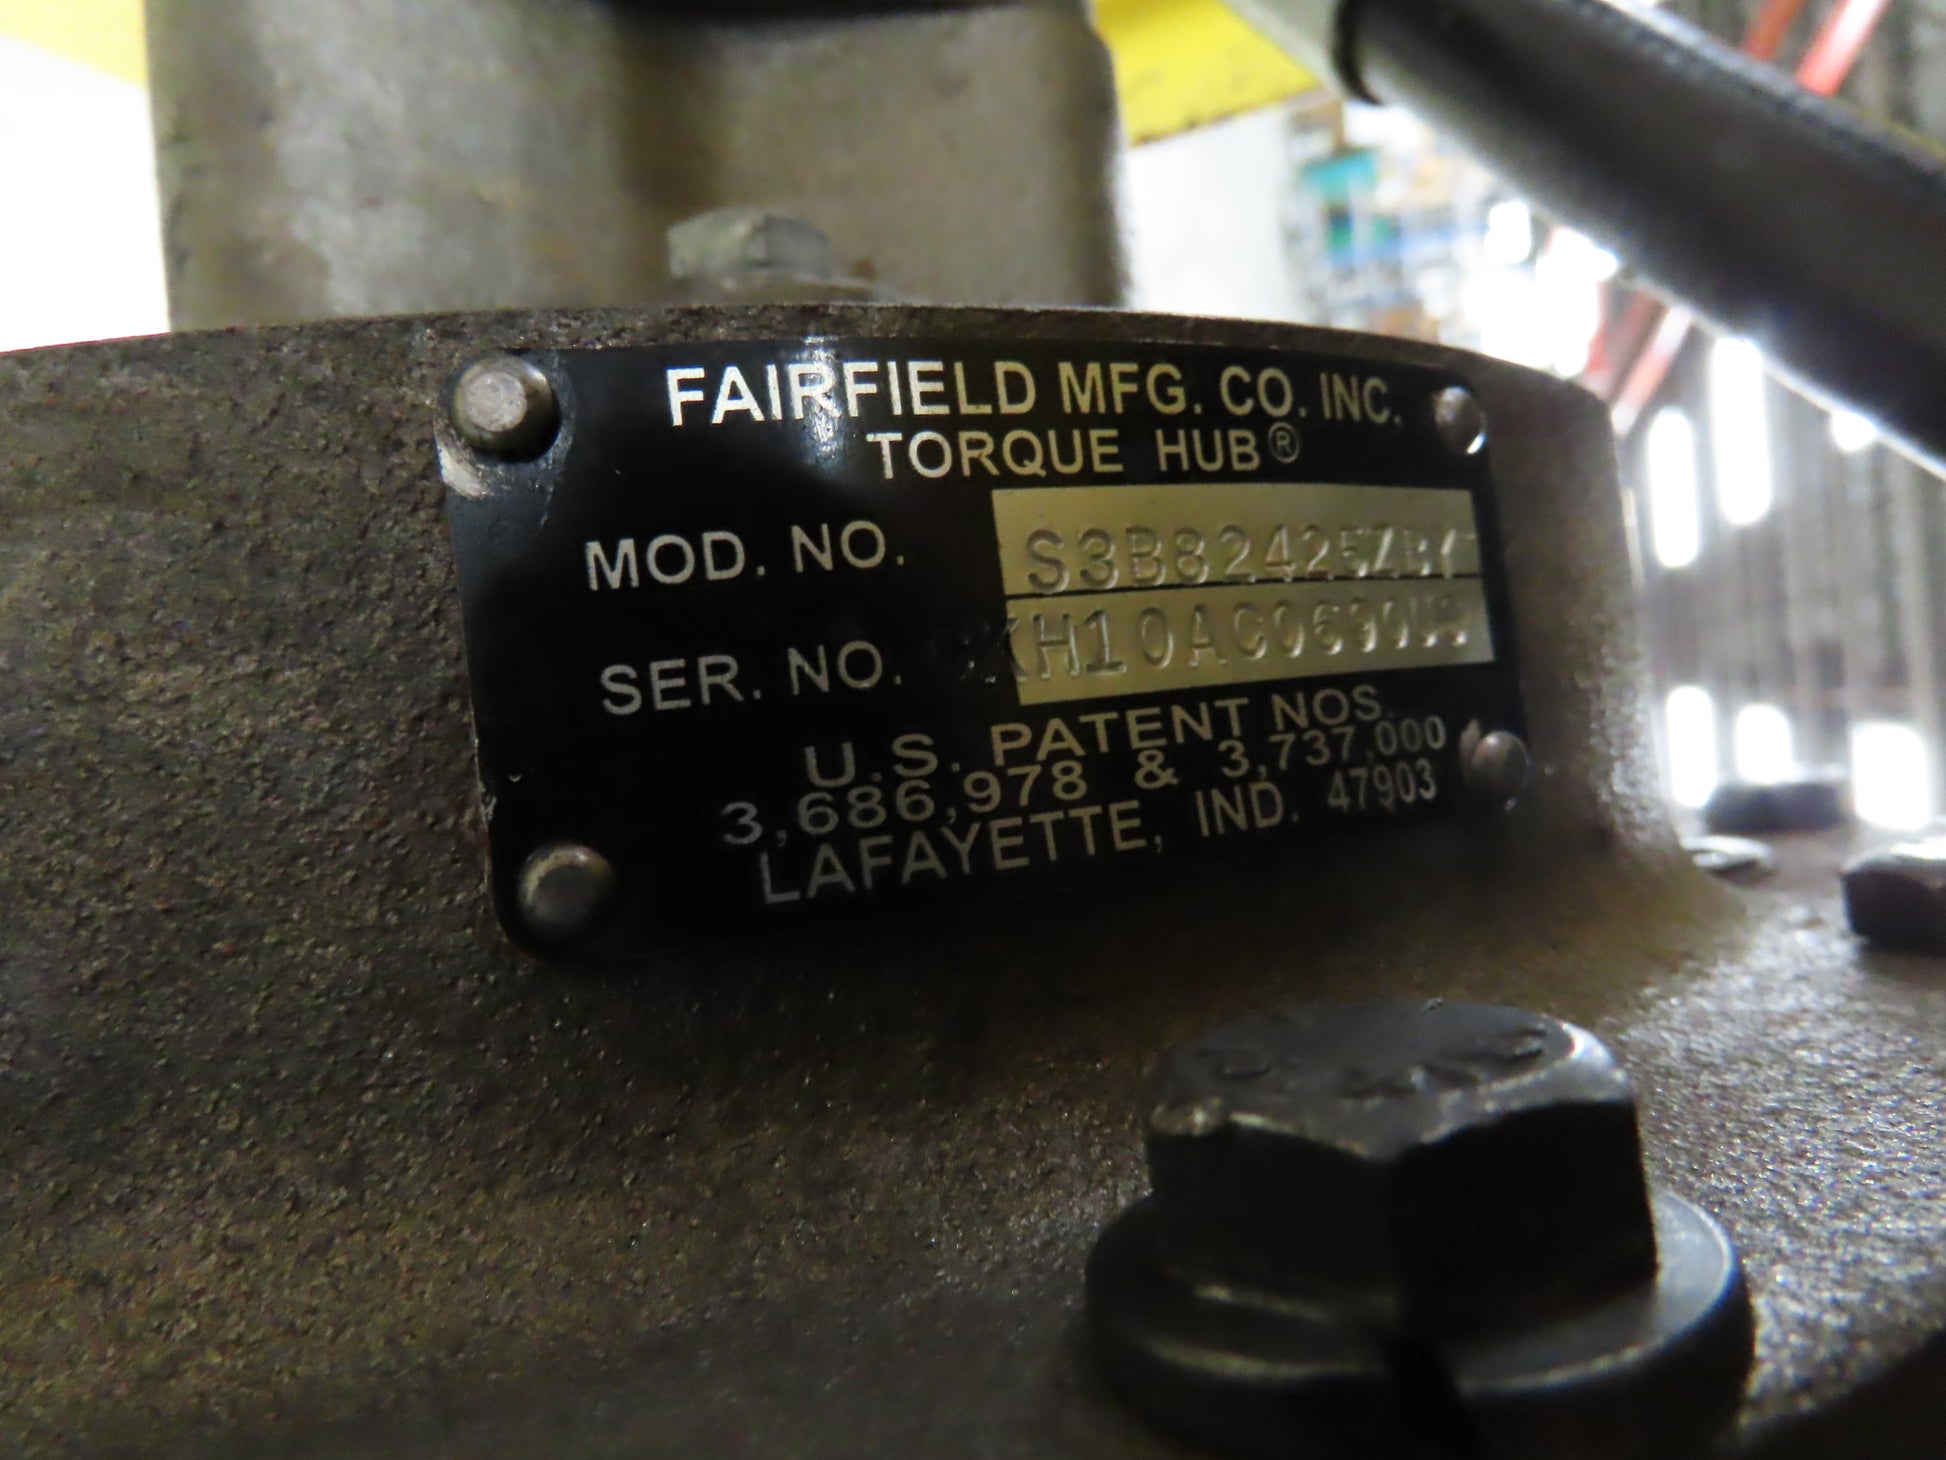 FAIRFIELD MFG. CO. INC.
TORQUE HUB®
MOD. NO.
SER. NO.
U.S. PATENT NOS.
3,686,978 & 3,737,000
LAFAYETTE, IND. 47903